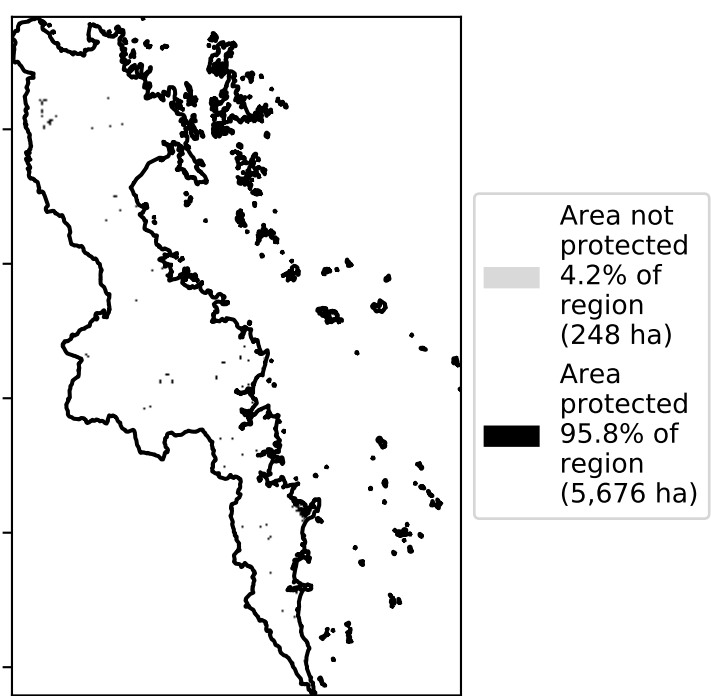 Area not
protected
4.2% of
region
(248 ha)
Area
protected
95.8% of
region
(5,676 ha)